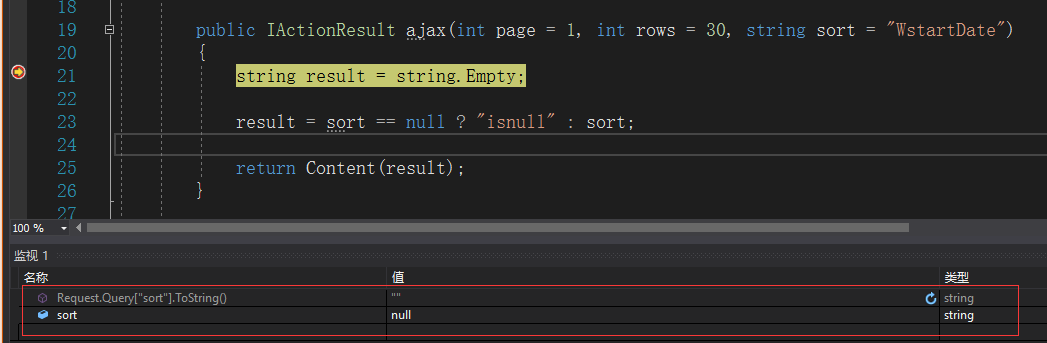 18
19 public IActionResult ajax(int page = 1, int rows = 30, string sort = "WstartDate")
20 {
21 string result = string.Empty;
22
23 result = sort == null ? "isnull" : sort;
24
25 return Content(result);
26 }
27
100 %
监视 1
名称 值 类型
Request.Query["sort"].ToString() "" string
sort null string